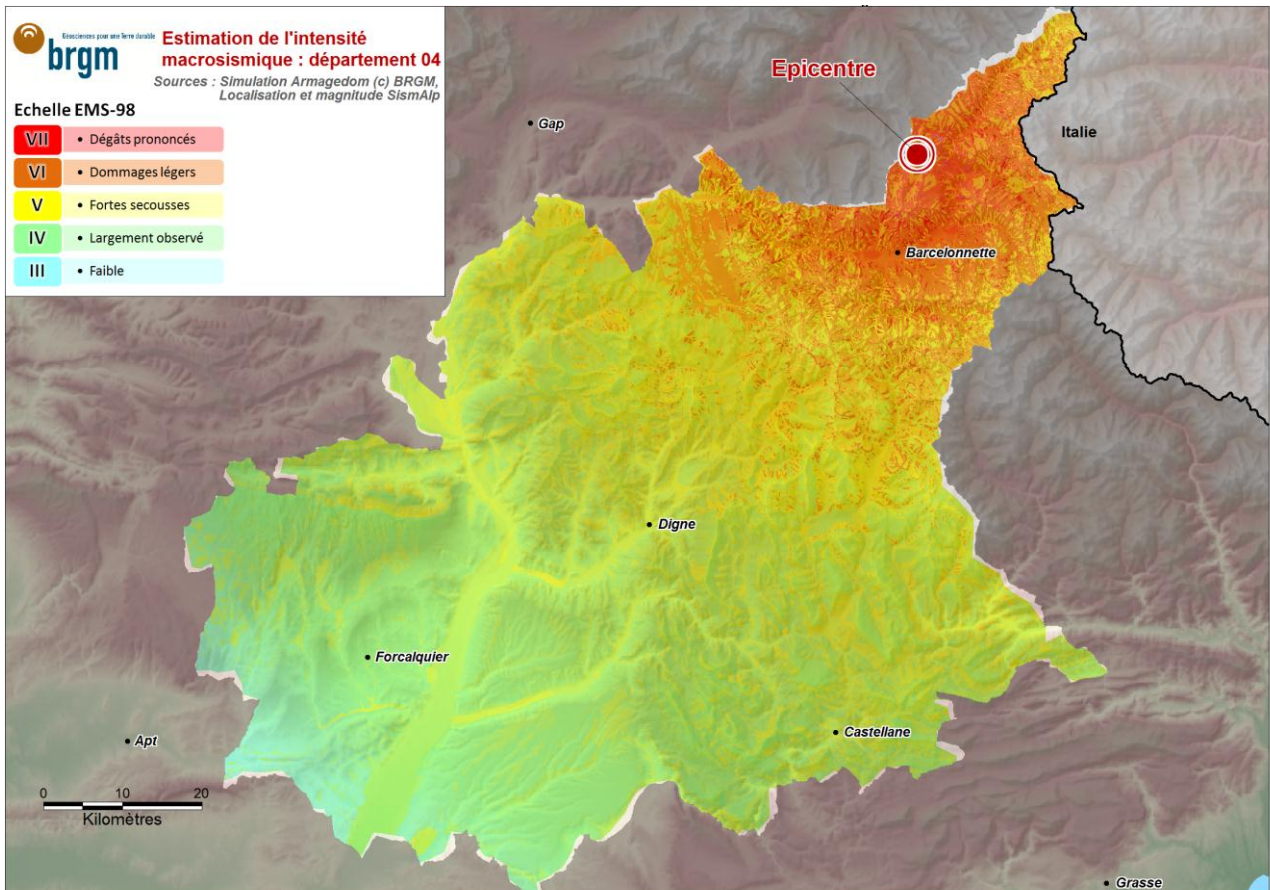 Géosciences pour une Terre durable
brgm
Estimation de l'intensité
macrosismique : département 04
Sources : Simulation Armagedom (c) BRGM,
Localisation et magnitude SismAlp
Echelle EMS-98
VII • Dégâts prononcés
VI • Dommages légers
V • Fortes secousses
IV • Largement observé
III • Faible
Epicentre
Gap
Italie
Barcelonnette
Digne
Forcalquier
Castellane
Apt
0 10 20
Kilomètres
Grasse